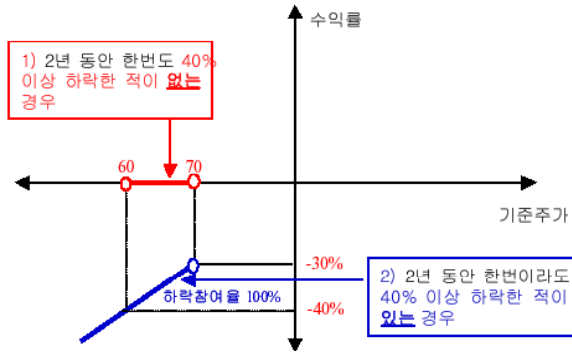 수익률
1) 2년 동안 한번도 40%
이상 하락한 적이 없는
경우
60
70
기준주가
-30%
하락참여율 100%
-40%
2) 2년 동안 한번이라도
40% 이상 하락한 적이
있는 경우